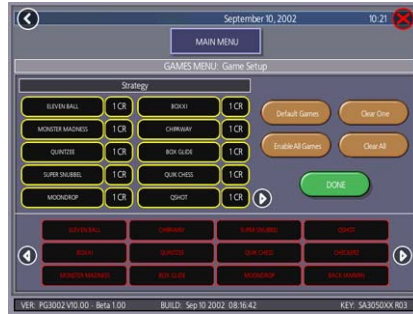 September 10, 2002 10:21
MAIN MENU
GAMES MENU: Game Setup
Strategy
ELEVEN BALL 1 CR BOXXI 1 CR
MONSTER MADNESS 1 CR CHIPAWAY 1 CR
QUINTZEE 1 CR BOX GLIDE 1 CR
SUPER SNUBBEL 1 CR QUIK CHESS 1 CR
MOONDROP 1 CR QSHOT 1 CR
Default Games Clear One
Enable All Games Clear All
DONE
ELEVEN BALL CHIPAWAY SUPER SNUBBEL QSHOT
BOXXI QUINTZEE QUIK CHESS
MONSTER MADNESS BOX GLIDE MOONDROP BACKJAMMIN
VER: PG3002 V10.00 - Beta 1.00 BUILD: Sep 10 2002 08:16:42 KEY: SA3050XX R03